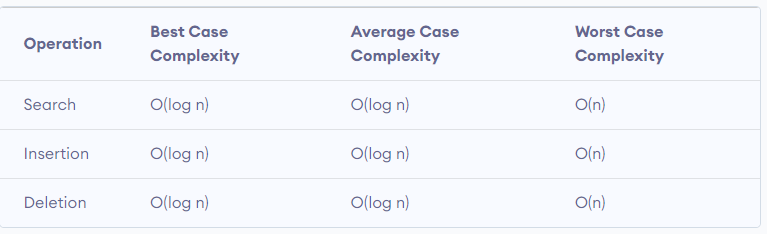 Operation Best Case Complexity Average Case Complexity Worst Case Complexity
Search O(log n) O(log n) O(n)
Insertion O(log n) O(log n) O(n)
Deletion O(log n) O(log n) O(n)